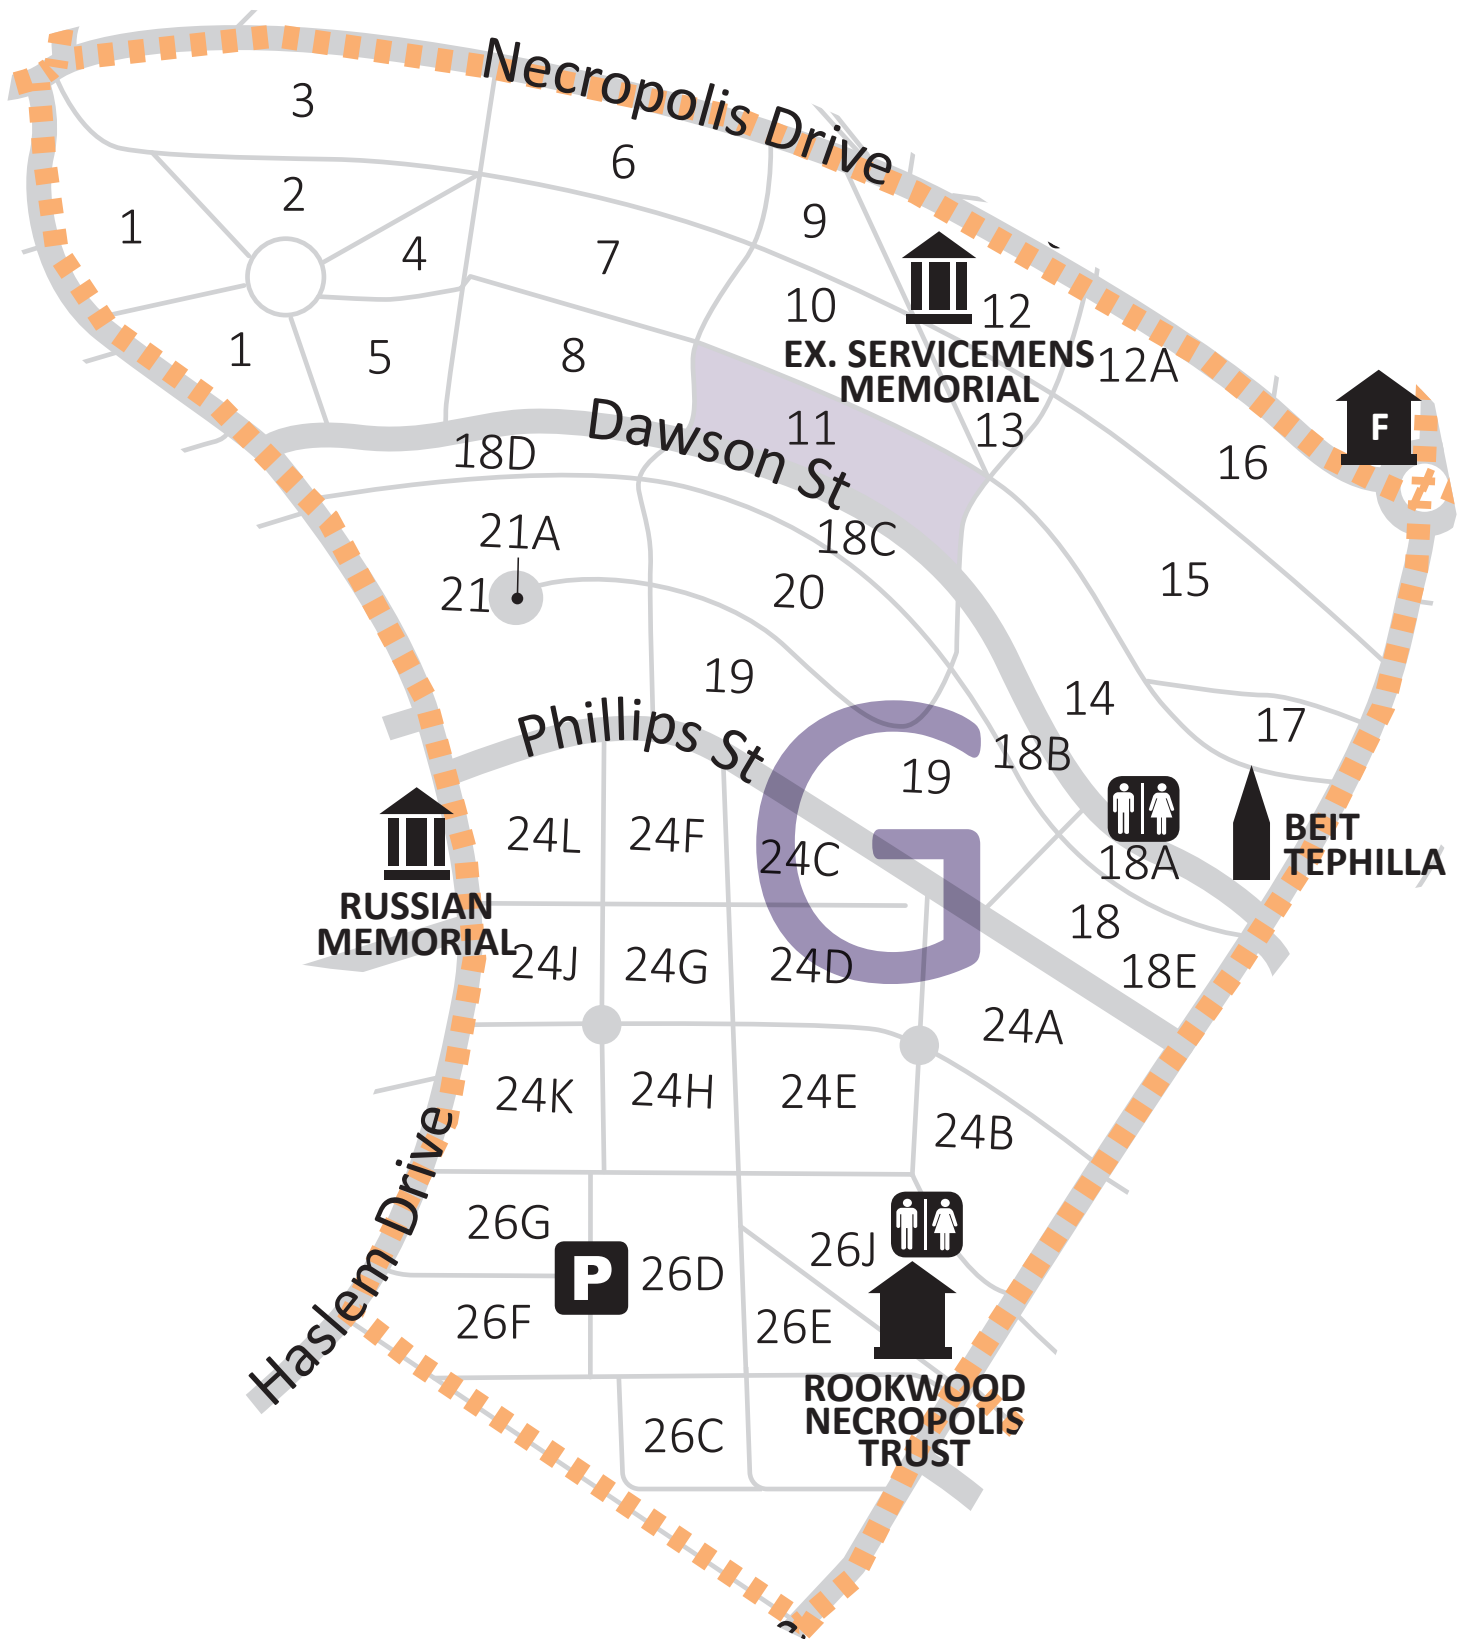 Necropolis Drive
3
6
2
1
9
4
7
10
12
1
5
8
EX. SERVICEMENS
MEMORIAL
12A
F
11
13
Dawson St
18D
16
21A
18C
21
20
15
19
14
17
Phillips St
18B
19
24L
24F
24C
G
18A
BEIT
TEPHILLA
RUSSIAN
MEMORIAL
18
24J
24G
24D
18E
24A
24K
24H
24E
24B
Haslem Drive
26G
26J
P
26D
26F
26E
ROOKWOOD
NECROPOLIS
TRUST
26C